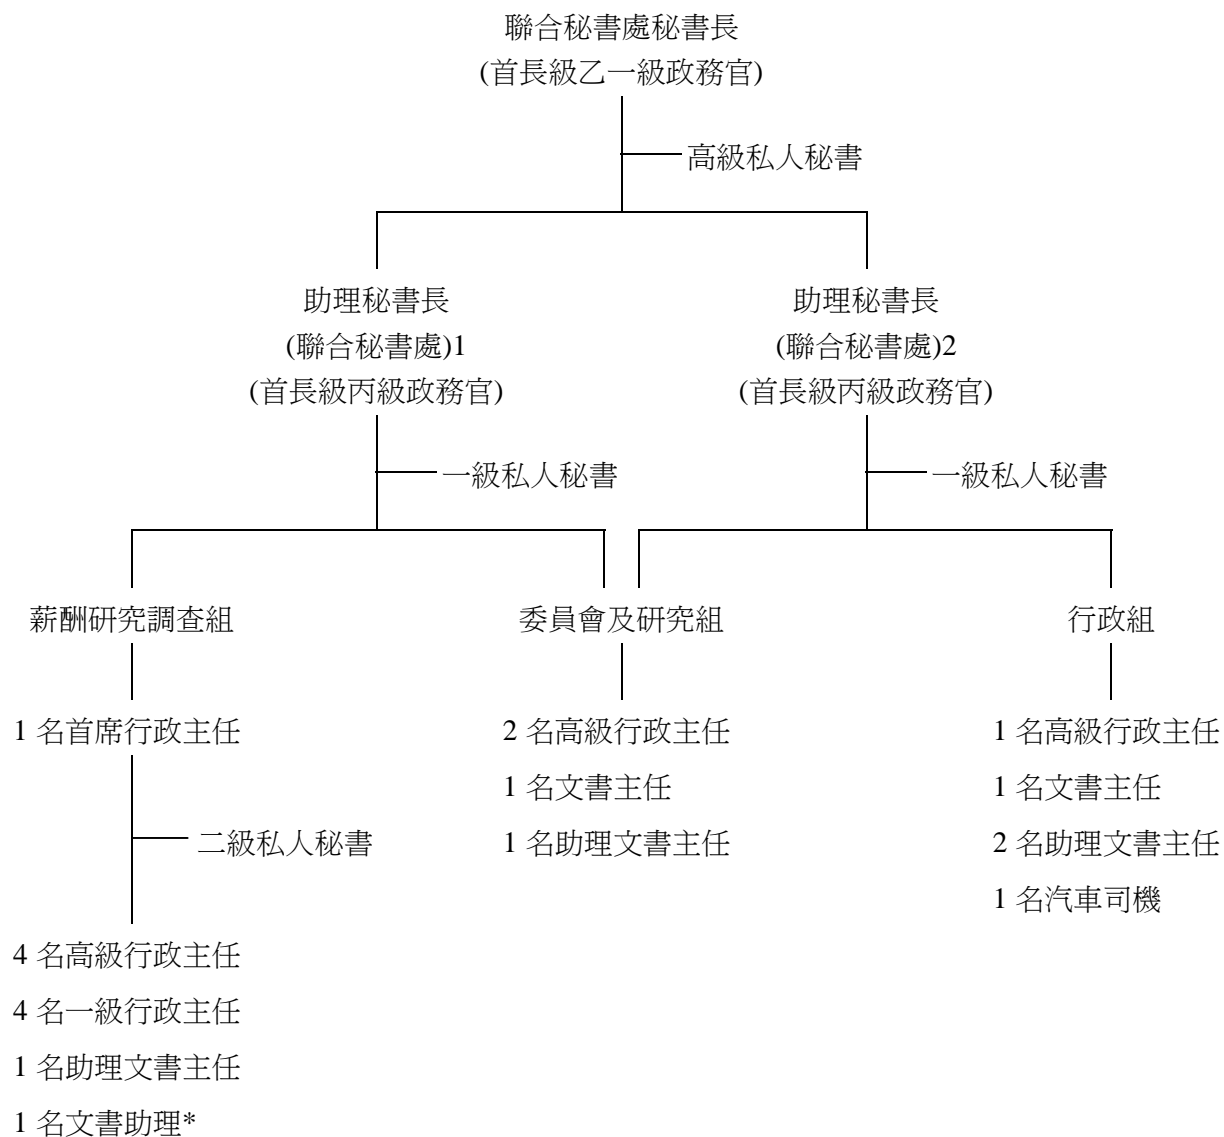 聯合秘書處秘書長
(首長級乙一級政務官)
高級私人秘書
助理秘書長
(聯合秘書處)1
(首長級丙級政務官)
助理秘書長
(聯合秘書處)2
(首長級丙級政務官)
一級私人秘書
一級私人秘書
薪酬研究調查組
委員會及研究組
行政組
1 名首席行政主任
二級私人秘書
4 名高級行政主任
4 名一級行政主任
1 名助理文書主任
1 名文書助理*
2 名高級行政主任
1 名文書主任
1 名助理文書主任
1 名高級行政主任
1 名文書主任
2 名助理文書主任
1 名汽車司機